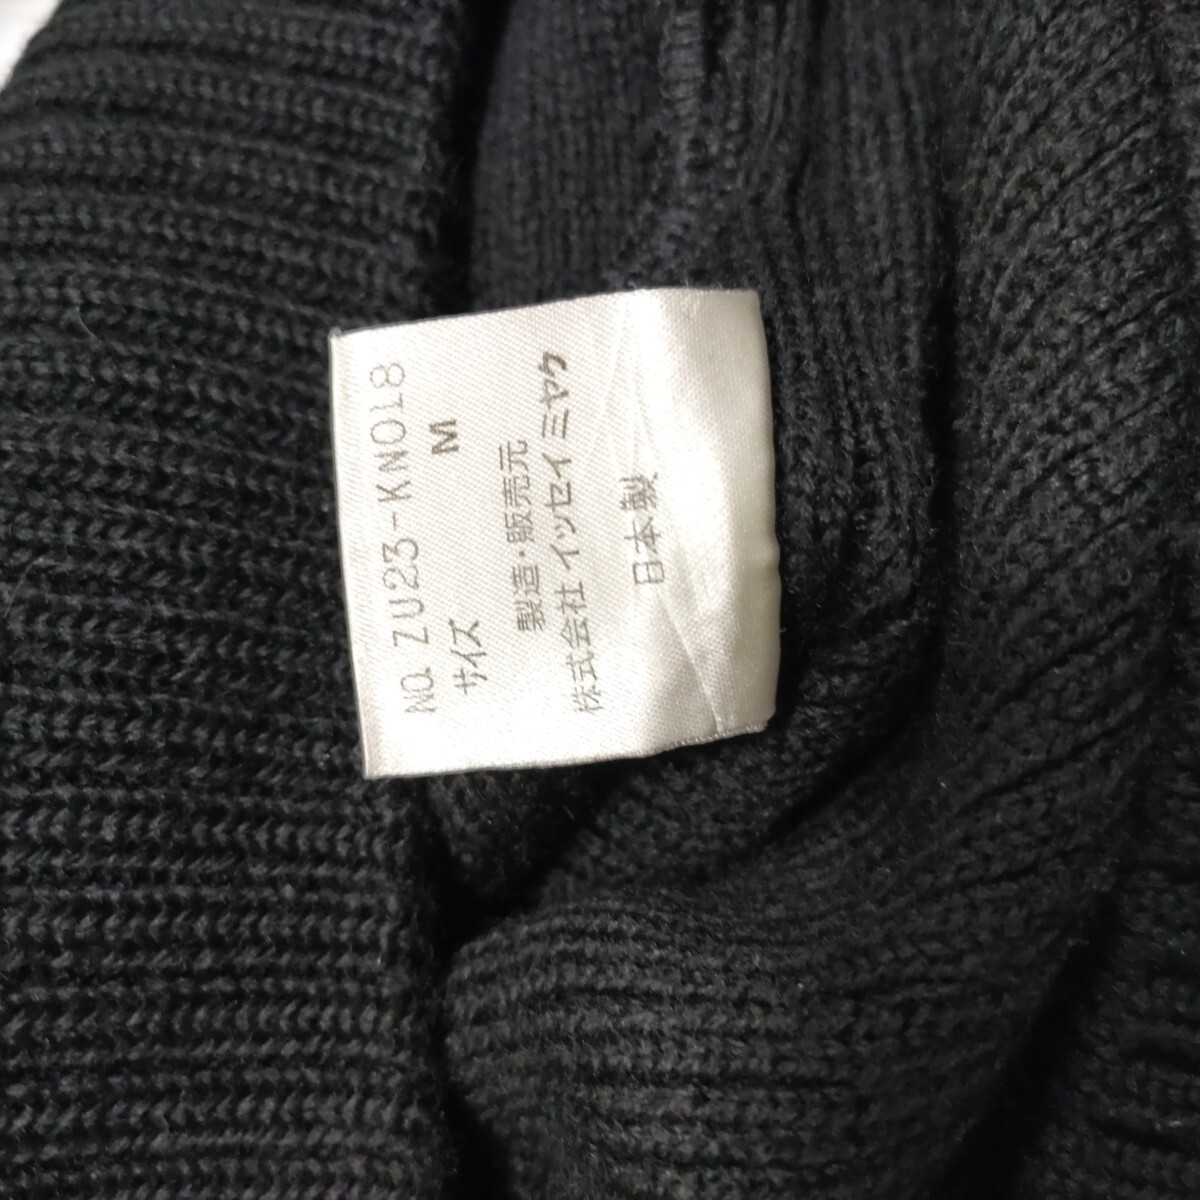 NO. ZU23-KN018
サイズ M
製造・販売元
株式会社 イッセイ ミヤケ
日本製